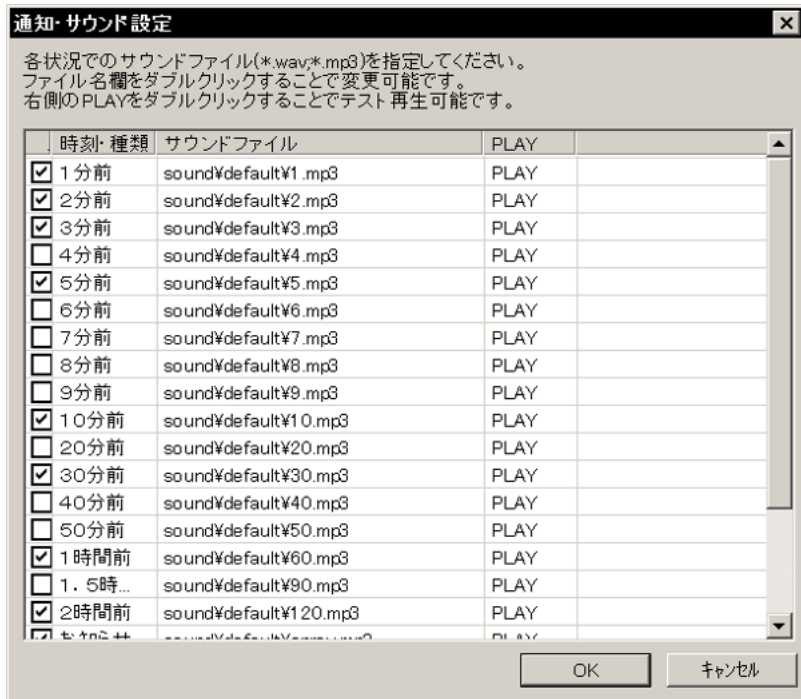 通知・サウンド設定
各状況でのサウンドファイル(*.wav;*.mp3)を指定してください。
ファイル名欄をダブルクリックすることで変更可能です。
右側のPLAYをダブルクリックすることでテスト再生可能です。
. 時刻・種類 サウンドファイル PLAY
1分前 sound¥default¥1.mp3 PLAY
2分前 sound¥default¥2.mp3 PLAY
3分前 sound¥default¥3.mp3 PLAY
4分前 sound¥default¥4.mp3 PLAY
5分前 sound¥default¥5.mp3 PLAY
6分前 sound¥default¥6.mp3 PLAY
7分前 sound¥default¥7.mp3 PLAY
8分前 sound¥default¥8.mp3 PLAY
9分前 sound¥default¥9.mp3 PLAY
10分前 sound¥default¥10.mp3 PLAY
20分前 sound¥default¥20.mp3 PLAY
30分前 sound¥default¥30.mp3 PLAY
40分前 sound¥default¥40.mp3 PLAY
50分前 sound¥default¥50.mp3 PLAY
1時間前 sound¥default¥60.mp3 PLAY
1．5時... sound¥default¥90.mp3 PLAY
2時間前 sound¥default¥120.mp3 PLAY
お知らせ PLAY
OK キャンセル